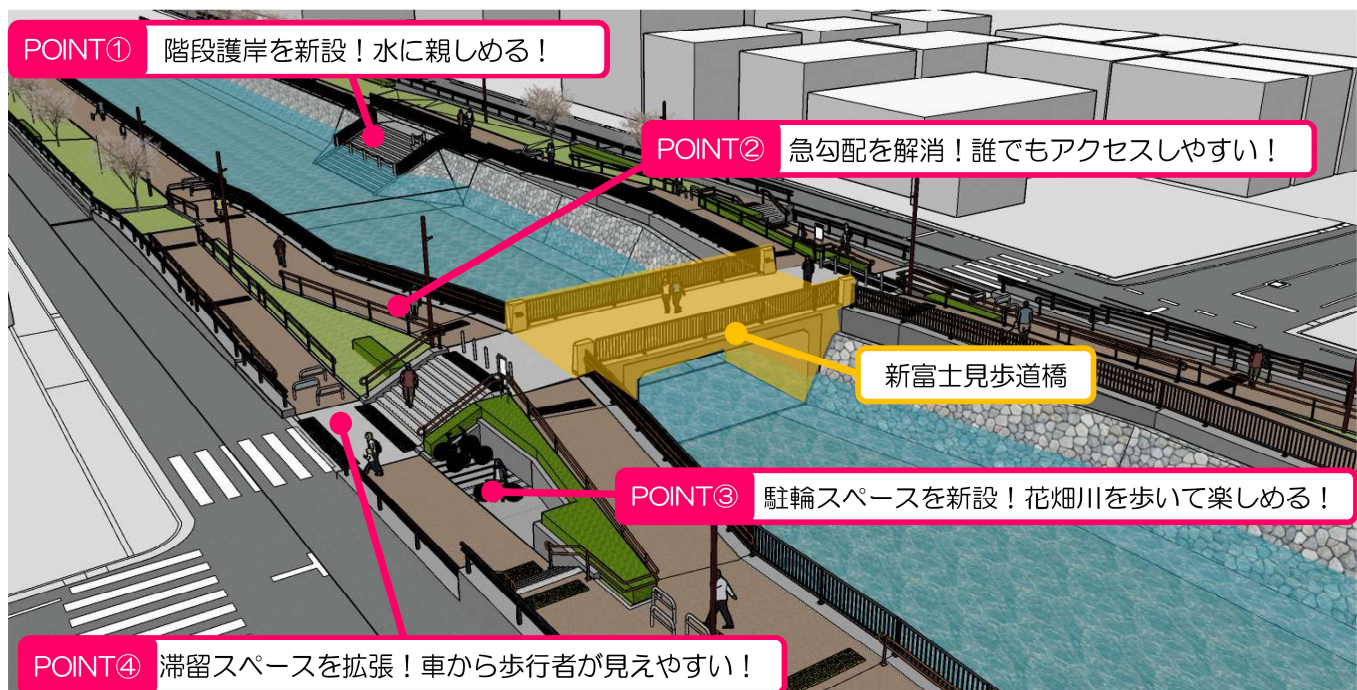 POINT① 階段護岸を新設！水に親しめる！
POINT② 急勾配を解消！誰でもアクセスしやすい！
新富士見歩道橋
POINT③ 駐輪スペースを新設！花畑川を歩いて楽しめる！
POINT④ 滞留スペースを拡張！車から歩行者が見えやすい！